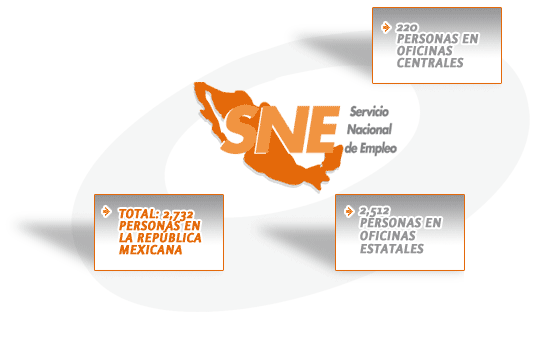 220
PERSONAS EN
OFICINAS
CENTRALES
SNE
Servicio
Nacional
de Empleo
TOTAL: 2,732
PERSONAS EN
LA REPÚBLICA
MEXICANA
2,512
PERSONAS EN
OFICINAS
ESTATALES